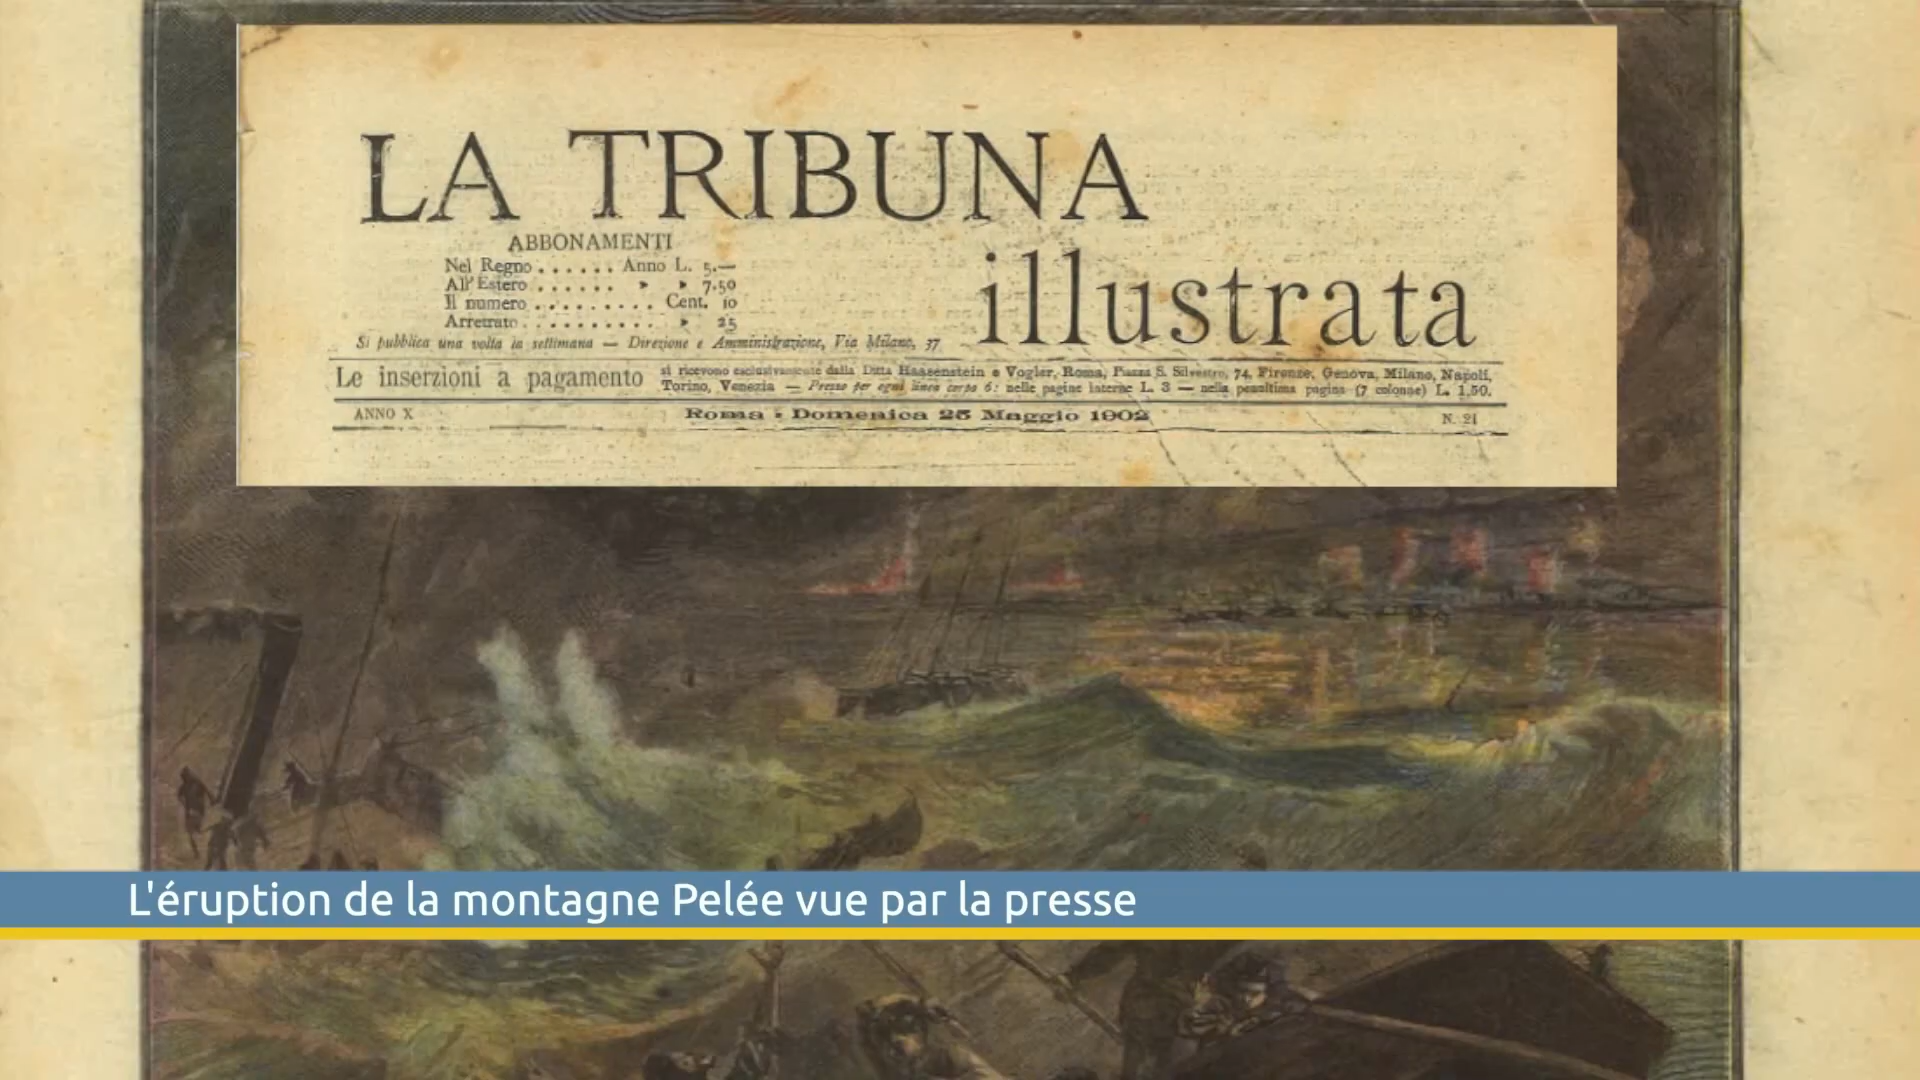 LA TRIBUNA
illustrata
ABBONAMENTI
Nel Regno . . . . . . Anno L. 5.—
All'Estero . . . . . . » » 7.50
Il numero . . . . . . . . . Cent. 10
Arretrato . . . . . . . . . . » 25
Si pubblica una volta la settimana — Direzione e Amministrazione, Via Milano, 37
Le inserzioni a pagamento
si ricevono esclusivamente dalla Ditta Haasenstein e Vogler, Roma, Piazza S. Silvestro, 74, Firenze, Genova, Milano, Napoli,
Torino, Venezia — Prezzo per ogni linea corpo 6: nelle pagine interne L. 3 — nella penultima pagina (7 colonne) L. 1.50.
ANNO X Roma - Domenica 25 Maggio 1902 N. 21
L'éruption de la montagne Pelée vue par la presse